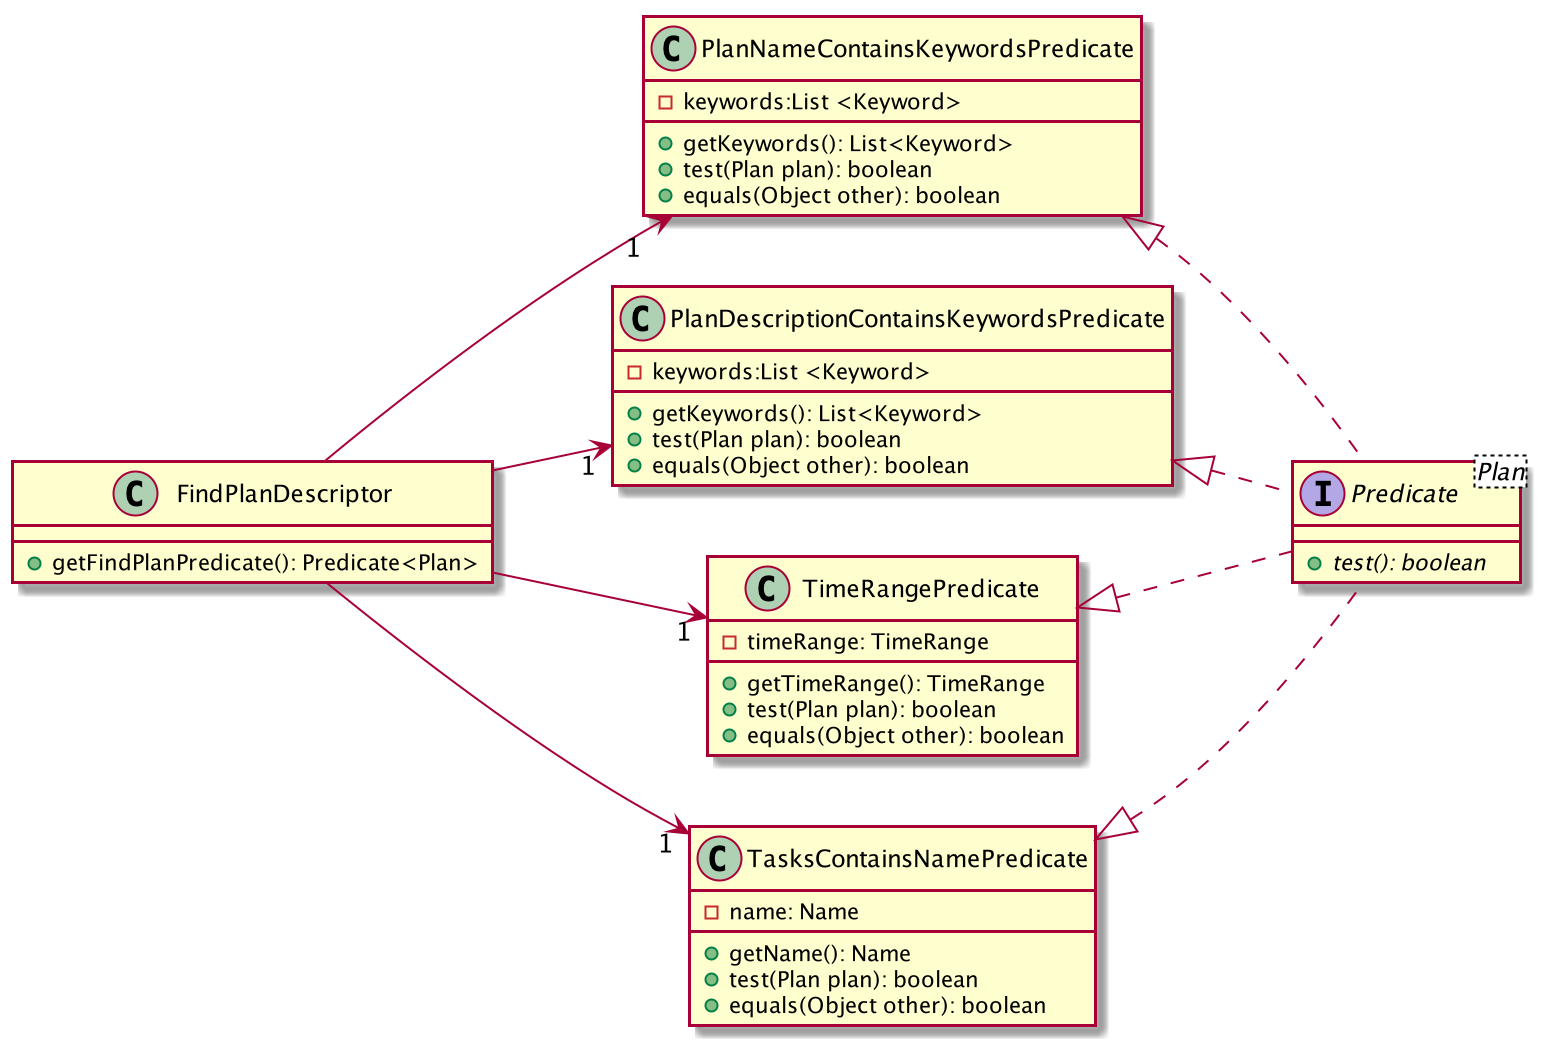 C PlanNameContainsKeywordsPredicate
keywords:List <Keyword>
getKeywords(): List<Keyword>
test(Plan plan): boolean
equals(Object other): boolean
1
C PlanDescriptionContainsKeywordsPredicate
keywords:List <Keyword>
getKeywords(): List<Keyword>
test(Plan plan): boolean
equals(Object other): boolean
1
C FindPlanDescriptor
getFindPlanPredicate(): Predicate<Plan>
Plan
I Predicate
test(): boolean
C TimeRangePredicate
timeRange: TimeRange
getTimeRange(): TimeRange
test(Plan plan): boolean
equals(Object other): boolean
1
C TasksContainsNamePredicate
name: Name
getName(): Name
test(Plan plan): boolean
equals(Object other): boolean
1